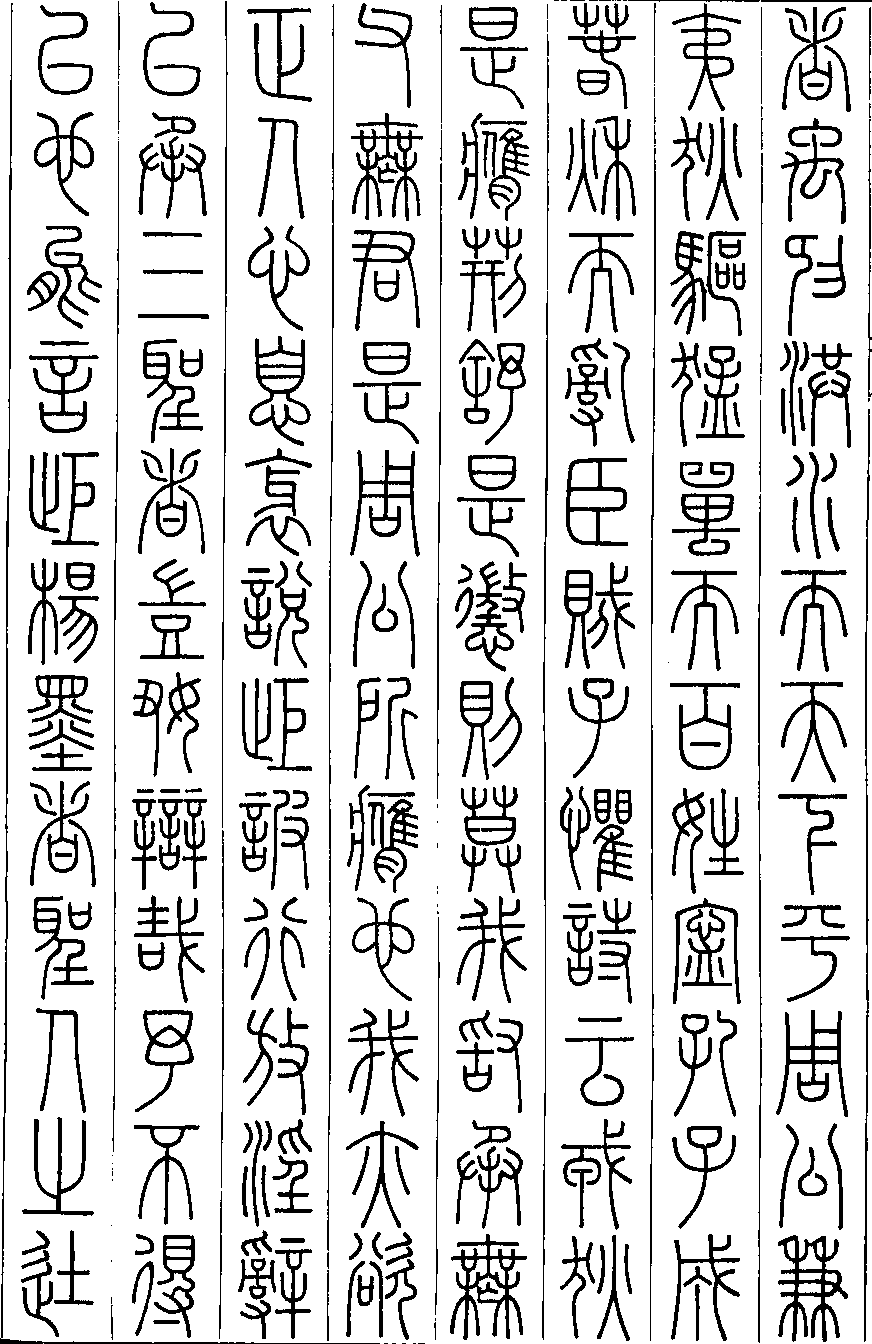 者禹抑洪水而天下平周公兼
夷狄驅猛獸而百姓寧孔子成
春秋而亂臣賊子懼詩云戎狄
是膺荊舒是懲則莫我敢承無
父無君是周公所膺也我亦欲
正人心息邪說距詖行放淫辭
以承三聖者豈好辯哉予不得
已也能言距楊墨者聖人之徒